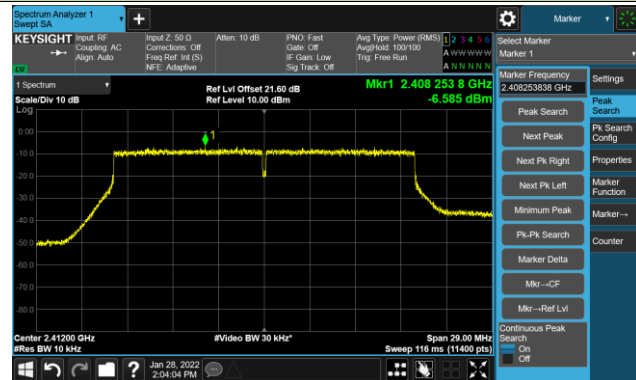 Spectrum Analyzer 1
Swept SA
Marker
KEYSIGHT
Input: RF
Coupling: AC
Align: Auto
Input Z: 50 Ω
Corrections: Off
Freq Ref: Int (S)
NFE: Adaptive
Atten: 10 dB
PNO: Fast
Gate: Off
IF Gain: Low
Sig Track: Off
Avg Type: Power (RMS)
Avg|Hold: 100/100
Trig: Free Run
1 2 3 4 5 6
A W W W W W
A N N N N N
Select Marker
Marker 1
1 Spectrum
Scale/Div 10 dB
Log
Ref Lvl Offset 21.60 dB
Ref Level 10.00 dBm
Mkr1 2.408 253 8 GHz
-6.585 dBm
1
0.00
-10.0
-20.0
-30.0
-40.0
-50.0
-60.0
-70.0
-80.0
Center 2.41200 GHz
#Res BW 10 kHz
#Video BW 30 kHz*
Span 29.00 MHz
Sweep 116 ms (11400 pts)
Marker Frequency
2.408253838 GHz
Peak Search
Next Peak
Next Pk Right
Next Pk Left
Minimum Peak
Pk-Pk Search
Marker Delta
Mkr→CF
Mkr→Ref Lvl
Continuous Peak
Search
On
Off
Settings
Peak
Search
Pk Search
Config
Properties
Marker
Function
Marker→
Counter
?
Jan 28, 2022
2:04:04 PM